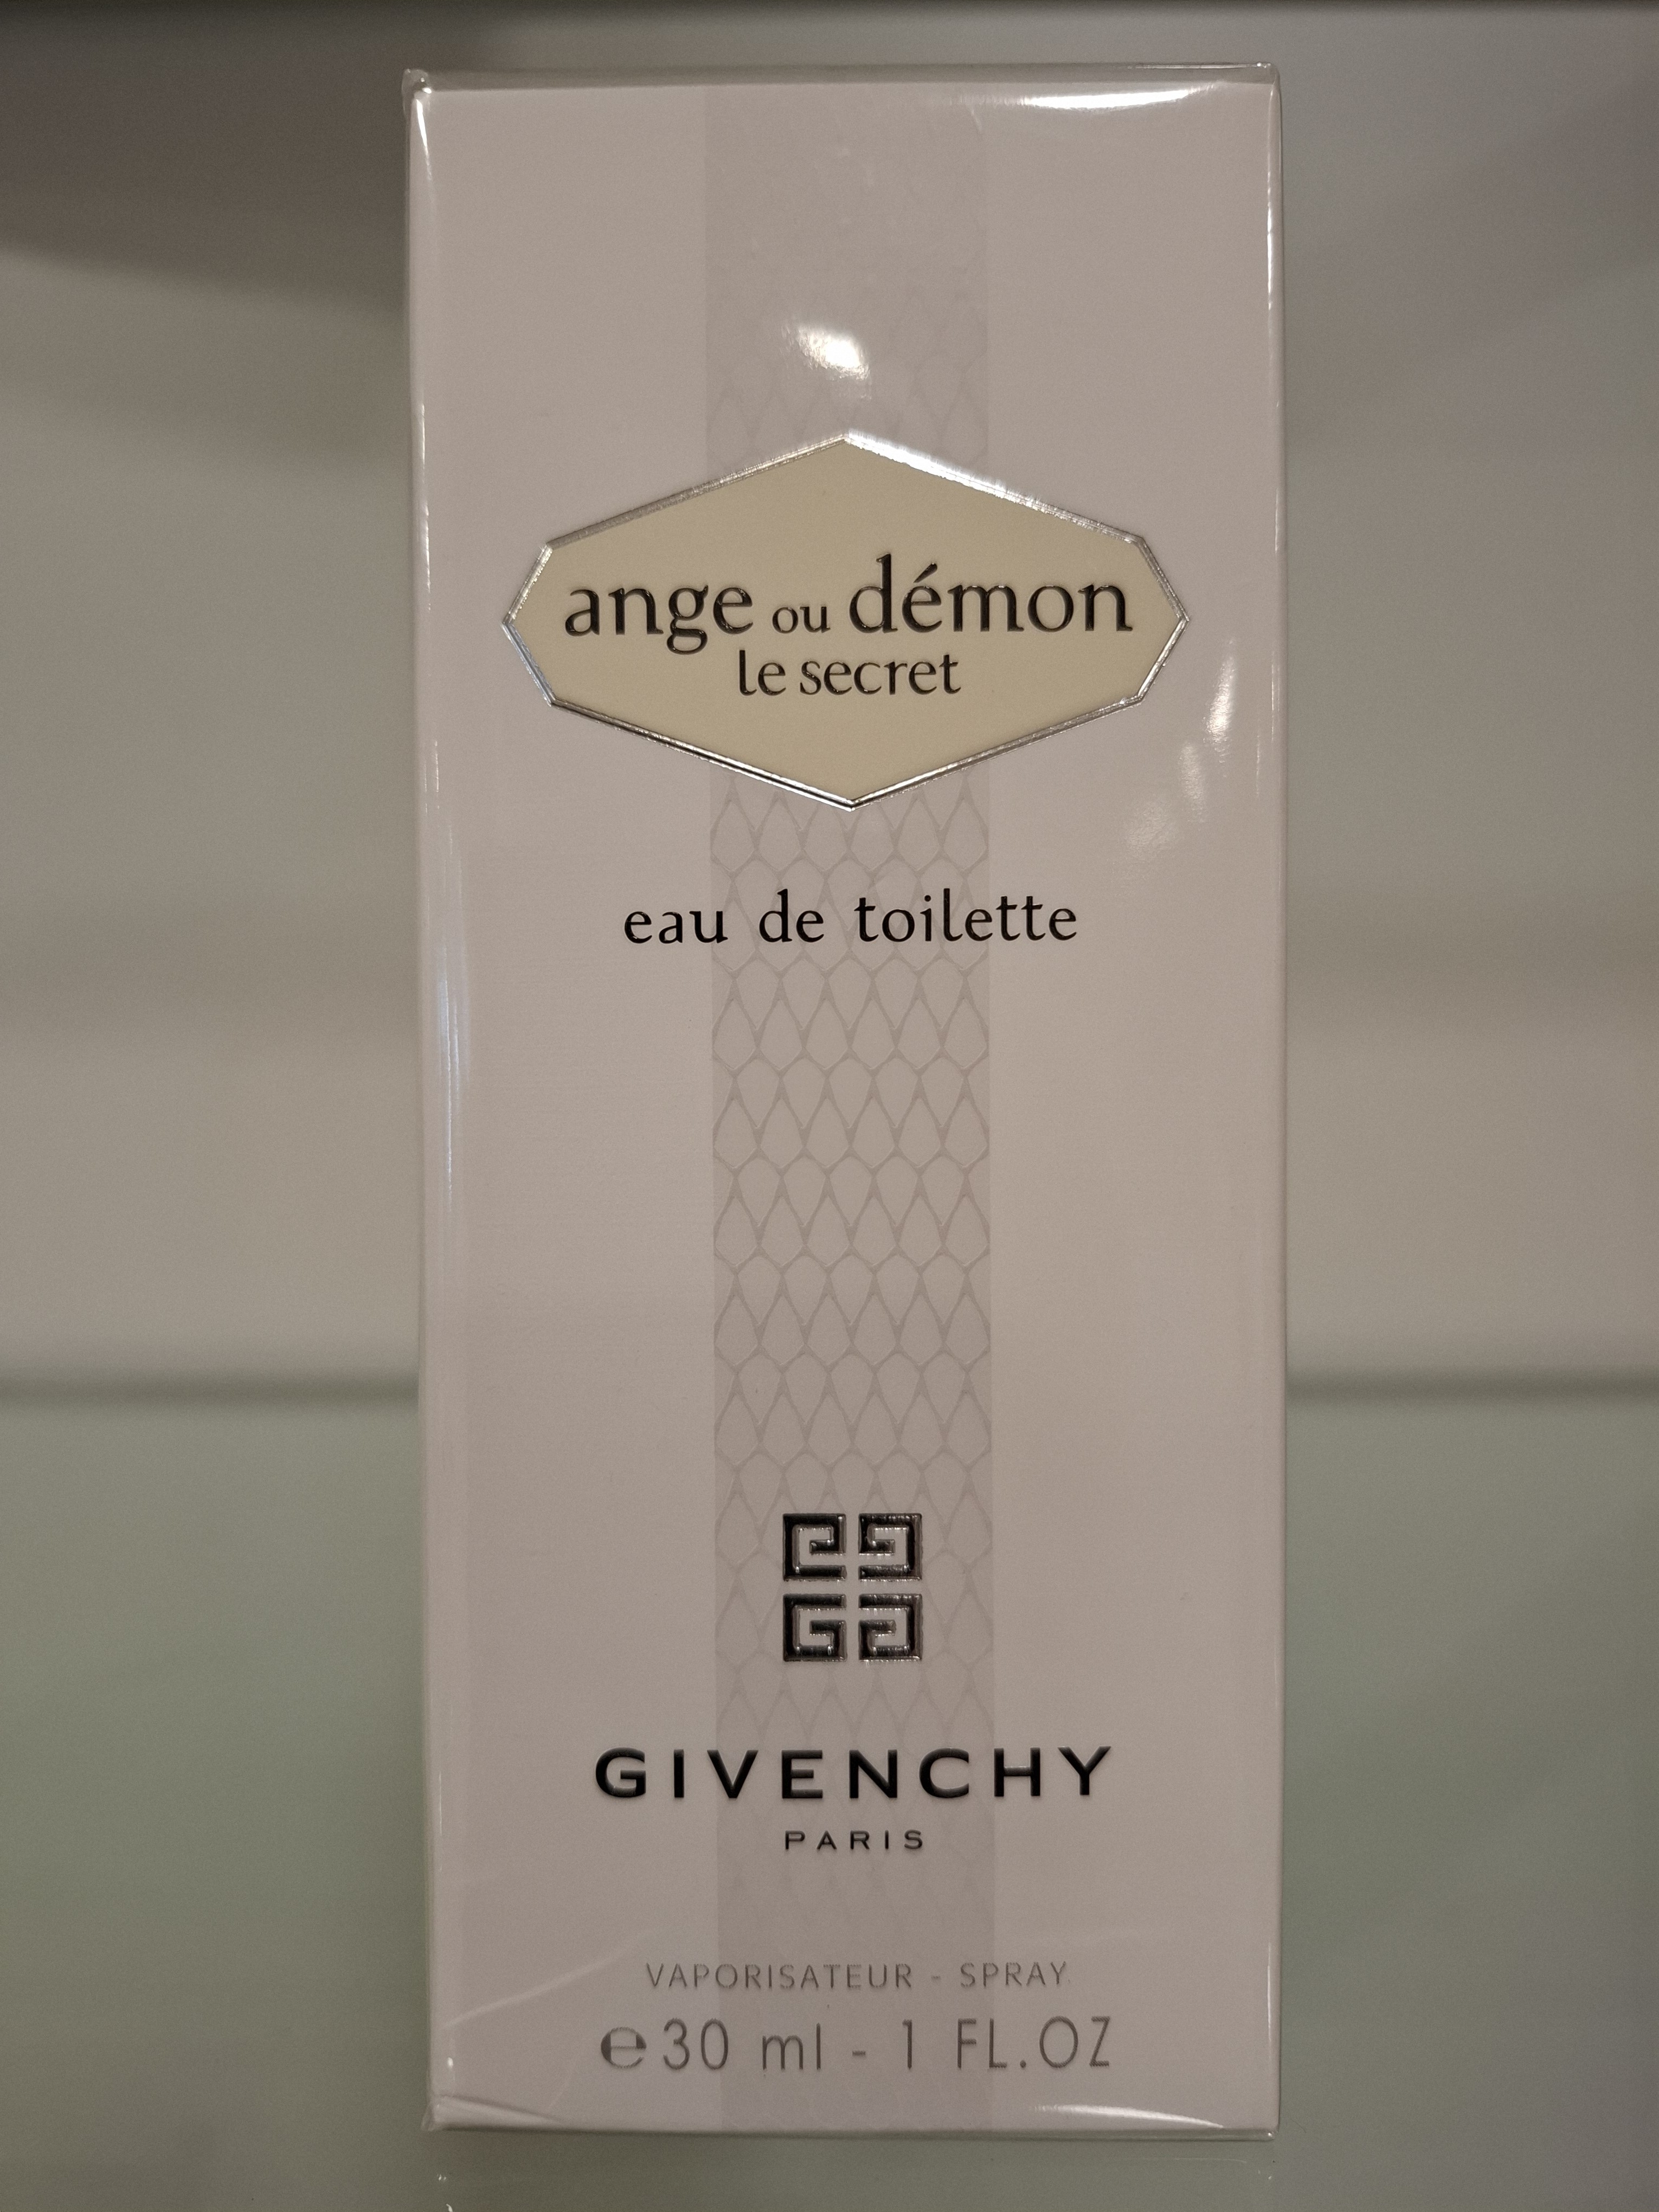 ange ou démon
le secret
eau de toilette
GIVENCHY
PARIS
VAPORISATEUR - SPRAY
℮30 ml - 1 FL.OZ